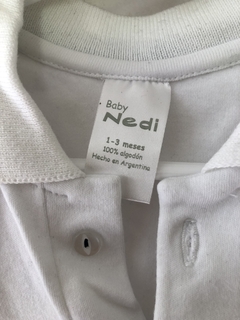 Baby
Nedi
1 - 3 meses
100% algodón
Hecho en Argentina